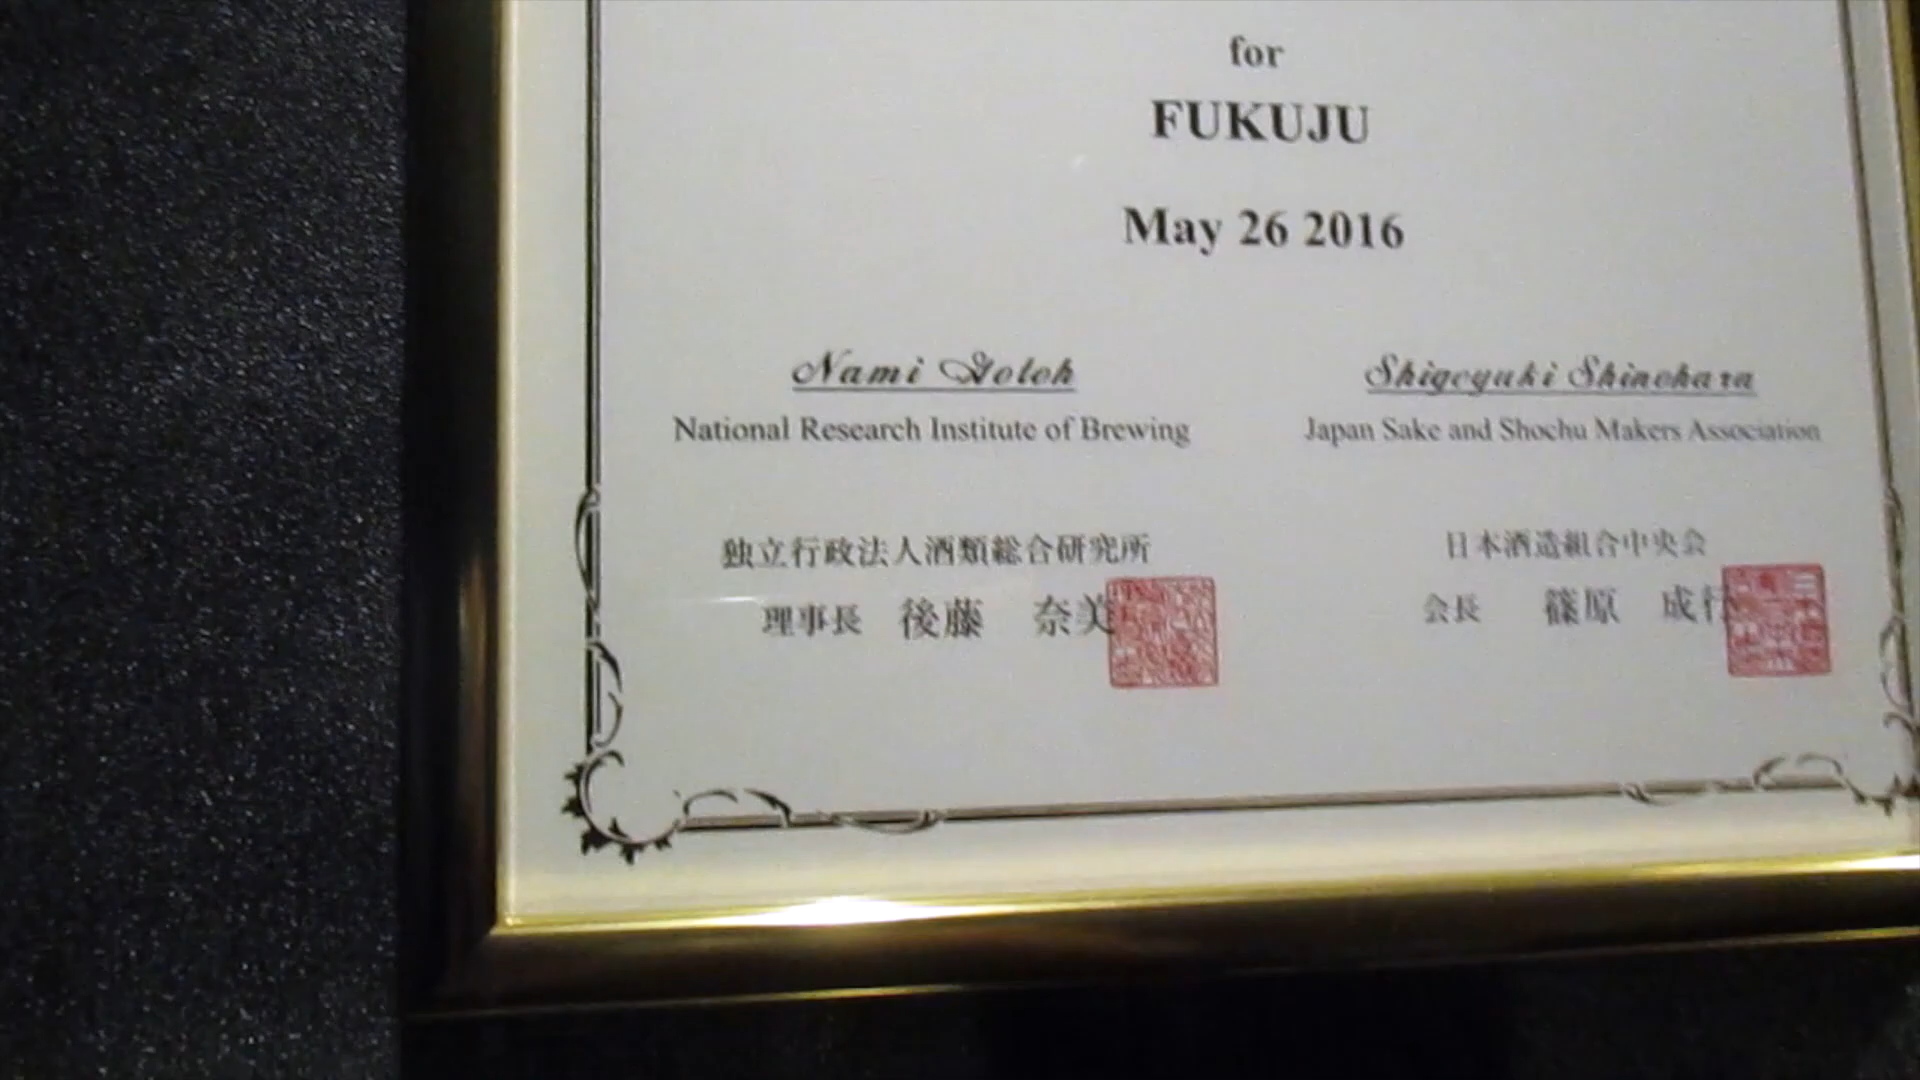 for
FUKUJU
May 26 2016
Nami Gotoh
Shigeyuki Shinohara
National Research Institute of Brewing
Japan Sake and Shochu Makers Association
独立行政法人酒類総合研究所
日本酒造組合中央会
理事長 後藤 奈美
会長 篠原 成行